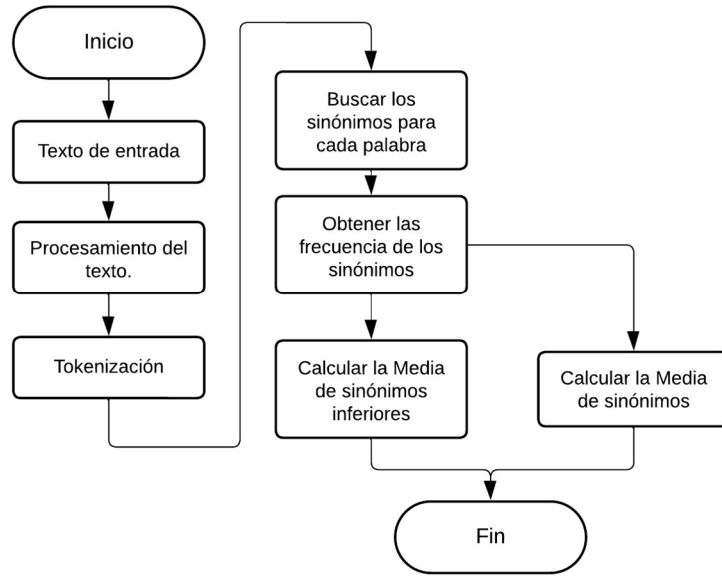 Inicio
Texto de entrada
Procesamiento del
texto.
Tokenización
Buscar los
sinónimos para
cada palabra
Obtener las
frecuencia de los
sinónimos
Calcular la Media
de sinónimos
inferiores
Calcular la Media
de sinónimos
Fin